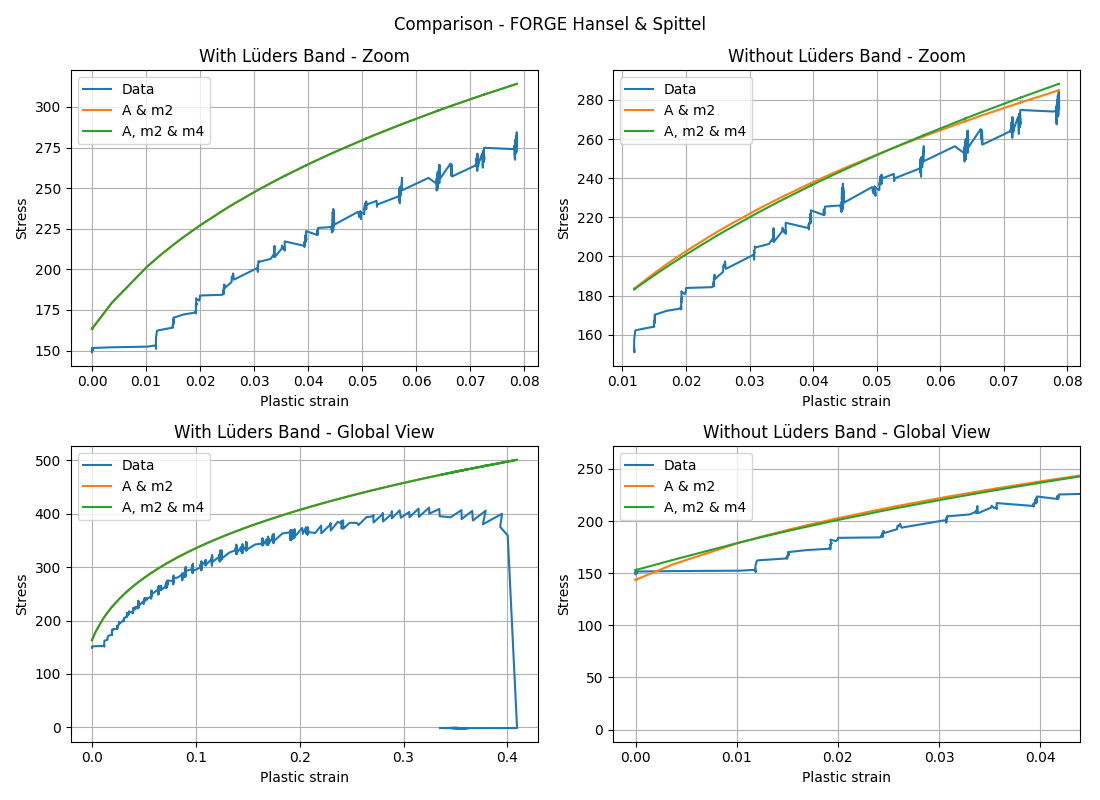 Comparison - FORGE Hansel & Spittel
With Lüders Band - Zoom
Data
A & m2
A, m2 & m4
Stress
300
275
250
225
200
175
150
0.00 0.01 0.02 0.03 0.04 0.05 0.06 0.07 0.08
Plastic strain
Without Lüders Band - Zoom
Data
A & m2
A, m2 & m4
Stress
280
260
240
220
200
180
160
0.01 0.02 0.03 0.04 0.05 0.06 0.07 0.08
Plastic strain
With Lüders Band - Global View
Data
A & m2
A, m2 & m4
Stress
500
400
300
200
100
0
0.0 0.1 0.2 0.3 0.4
Plastic strain
Without Lüders Band - Global View
Data
A & m2
A, m2 & m4
Stress
250
200
150
100
50
0
0.00 0.01 0.02 0.03 0.04
Plastic strain